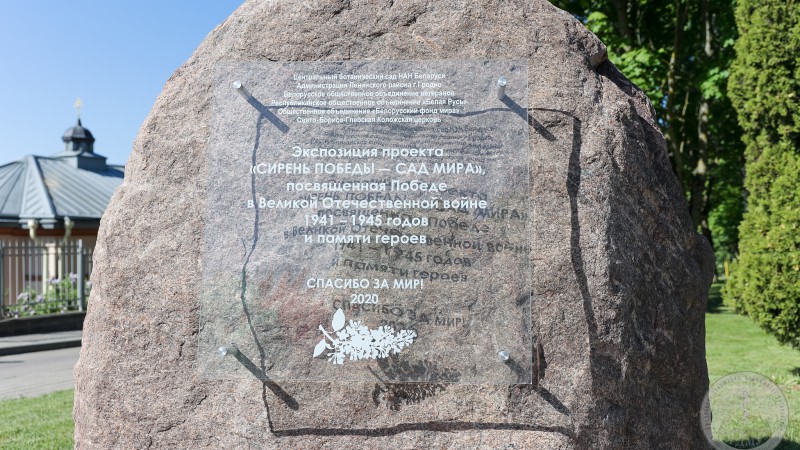 Центральный ботанический сад НАН Беларуси
Администрация Ленинского района г.Гродно
Белорусское общественное объединение ветеранов
Республиканское общественное объединение «Белая Русь»
Общественное объединение «Белорусский фонд мира»
Свято-Борисо-Глебская Коложская церковь
Экспозиция проекта
«СИРЕНЬ ПОБЕДЫ — САД МИРА»,
посвященная Победе
в Великой Отечественной войне
1941 - 1945 годов
и памяти героев
СПАСИБО ЗА МИР!
2020